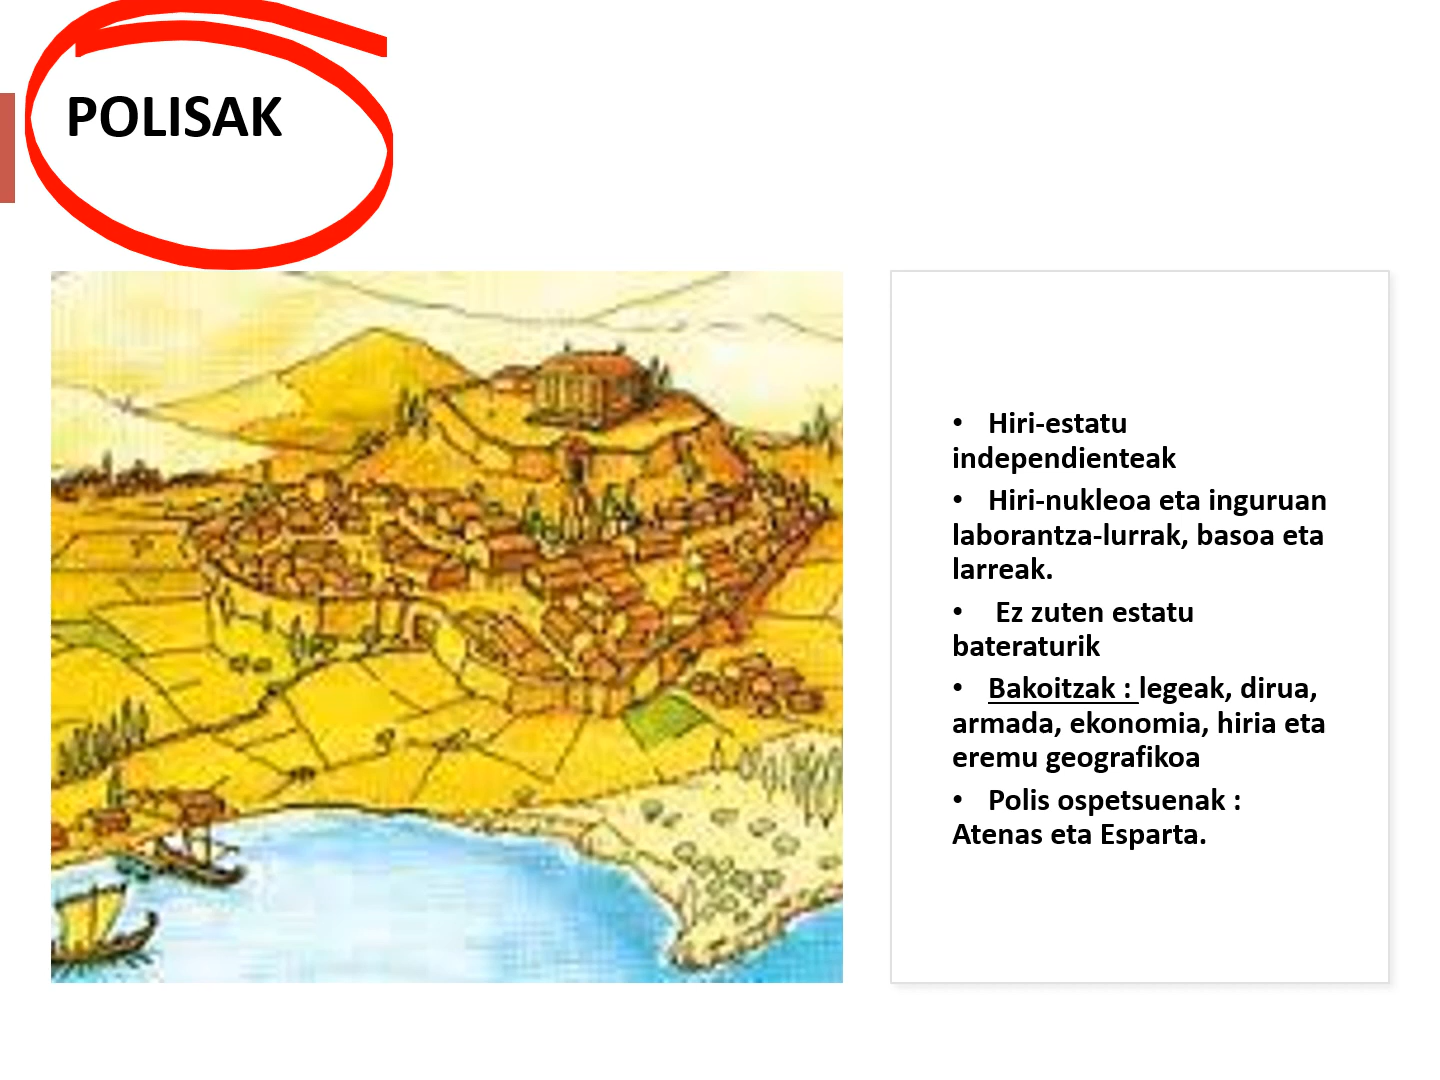 POLISAK
• Hiri-estatu
independienteak
• Hiri-nukleoa eta inguruan
laborantza-lurrak, basoa eta
larreak.
• Ez zuten estatu
bateraturik
• Bakoitzak : legeak, dirua,
armada, ekonomia, hiria eta
eremu geografikoa
• Polis ospetsuenak :
Atenas eta Esparta.